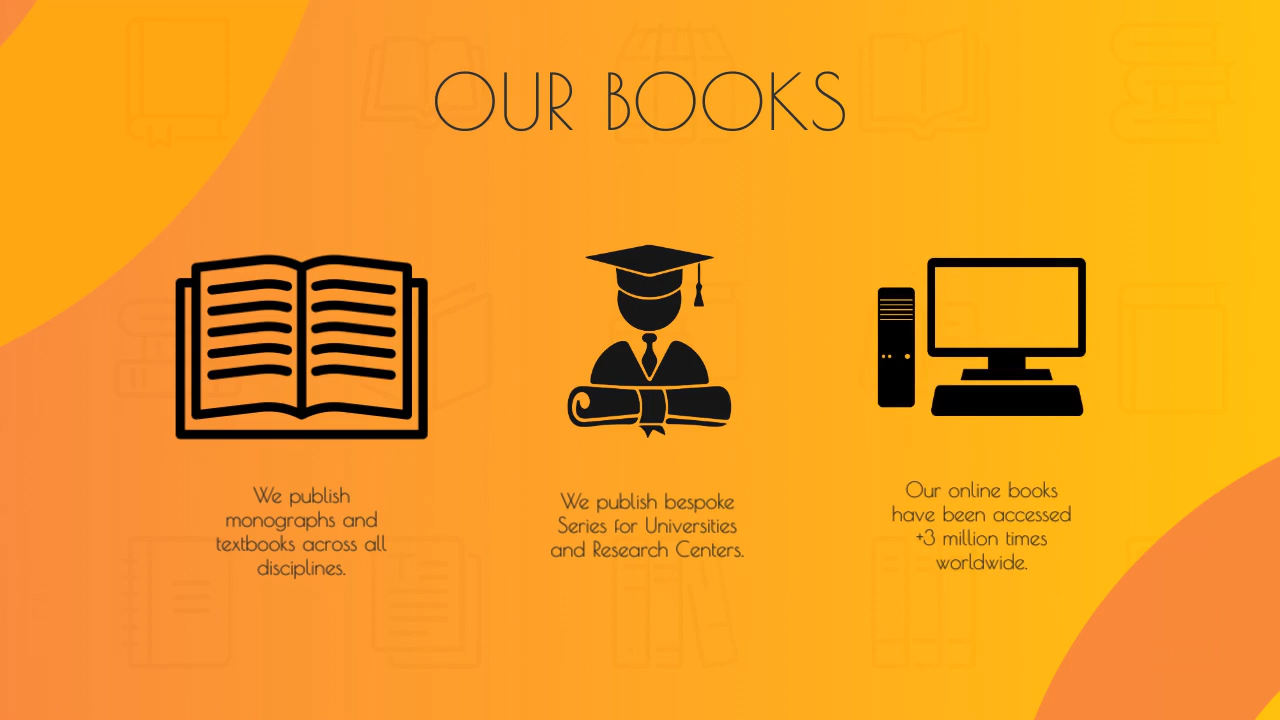 OUR BOOKS
We publish
monographs and
textbooks across all
disciplines.
We publish bespoke
Series for Universities
and Research Centers.
Our online books
have been accessed
+3 million times
worldwide.